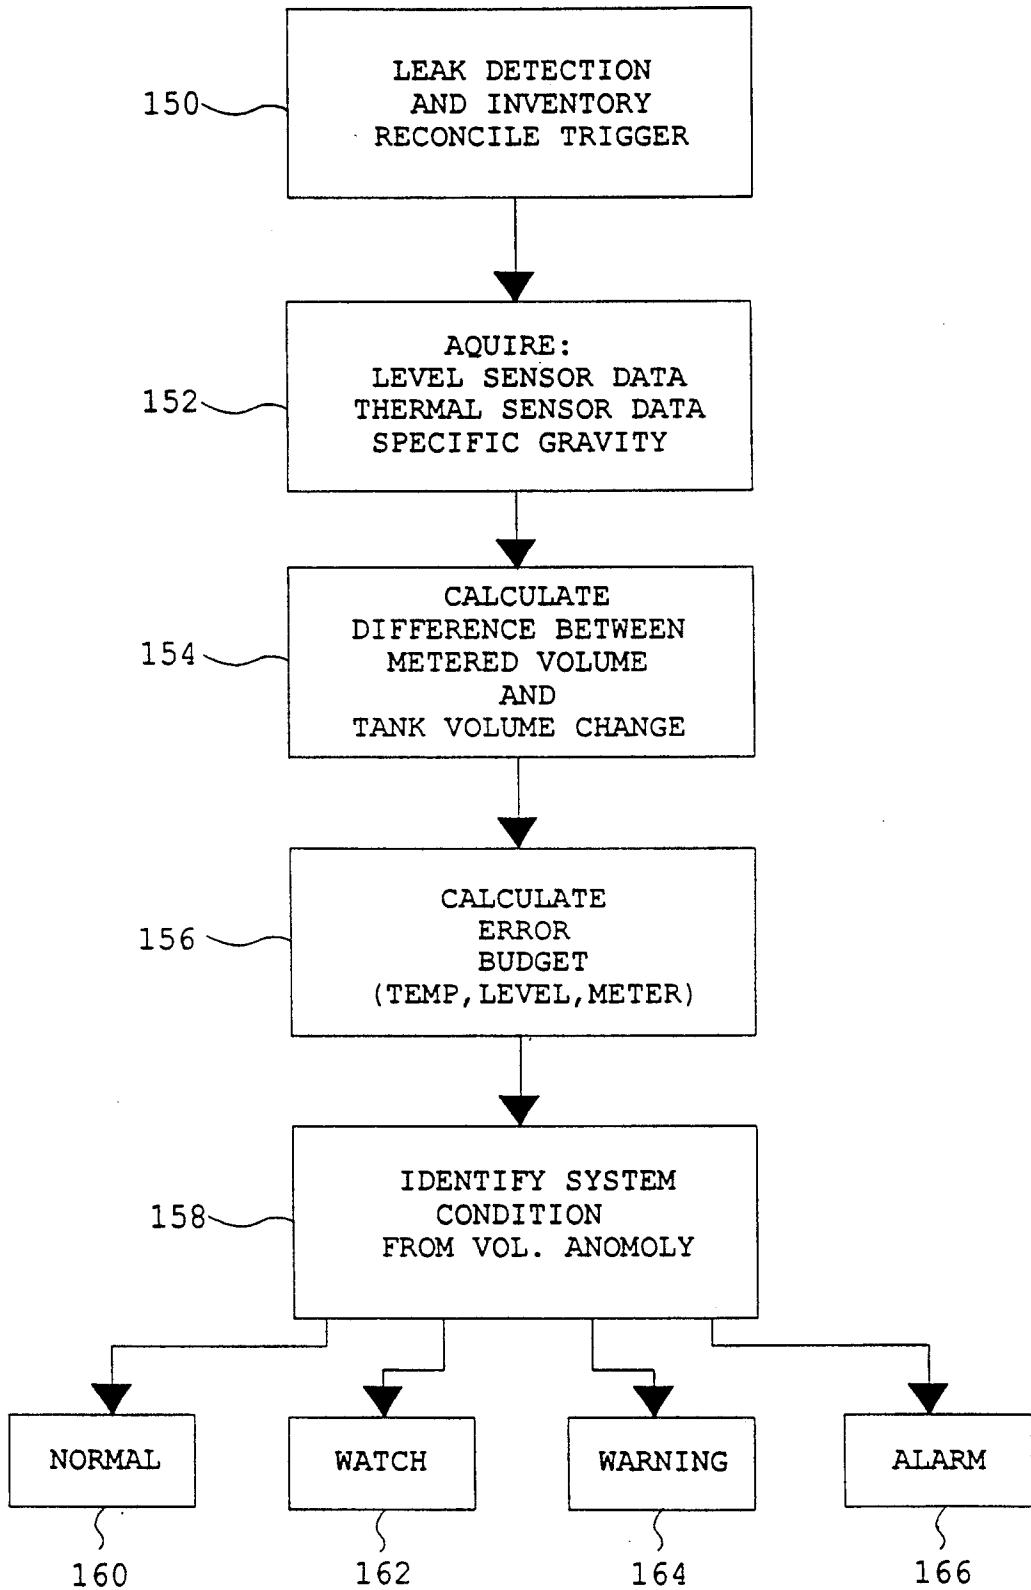 LEAK DETECTION
AND INVENTORY
RECONCILE TRIGGER
150
AQUIRE:
LEVEL SENSOR DATA
THERMAL SENSOR DATA
SPECIFIC GRAVITY
152
CALCULATE
DIFFERENCE BETWEEN
METERED VOLUME
AND
TANK VOLUME CHANGE
154
CALCULATE
ERROR
BUDGET
(TEMP,LEVEL,METER)
156
IDENTIFY SYSTEM
CONDITION
FROM VOL. ANOMOLY
158
NORMAL
WATCH
WARNING
ALARM
160
162
164
166